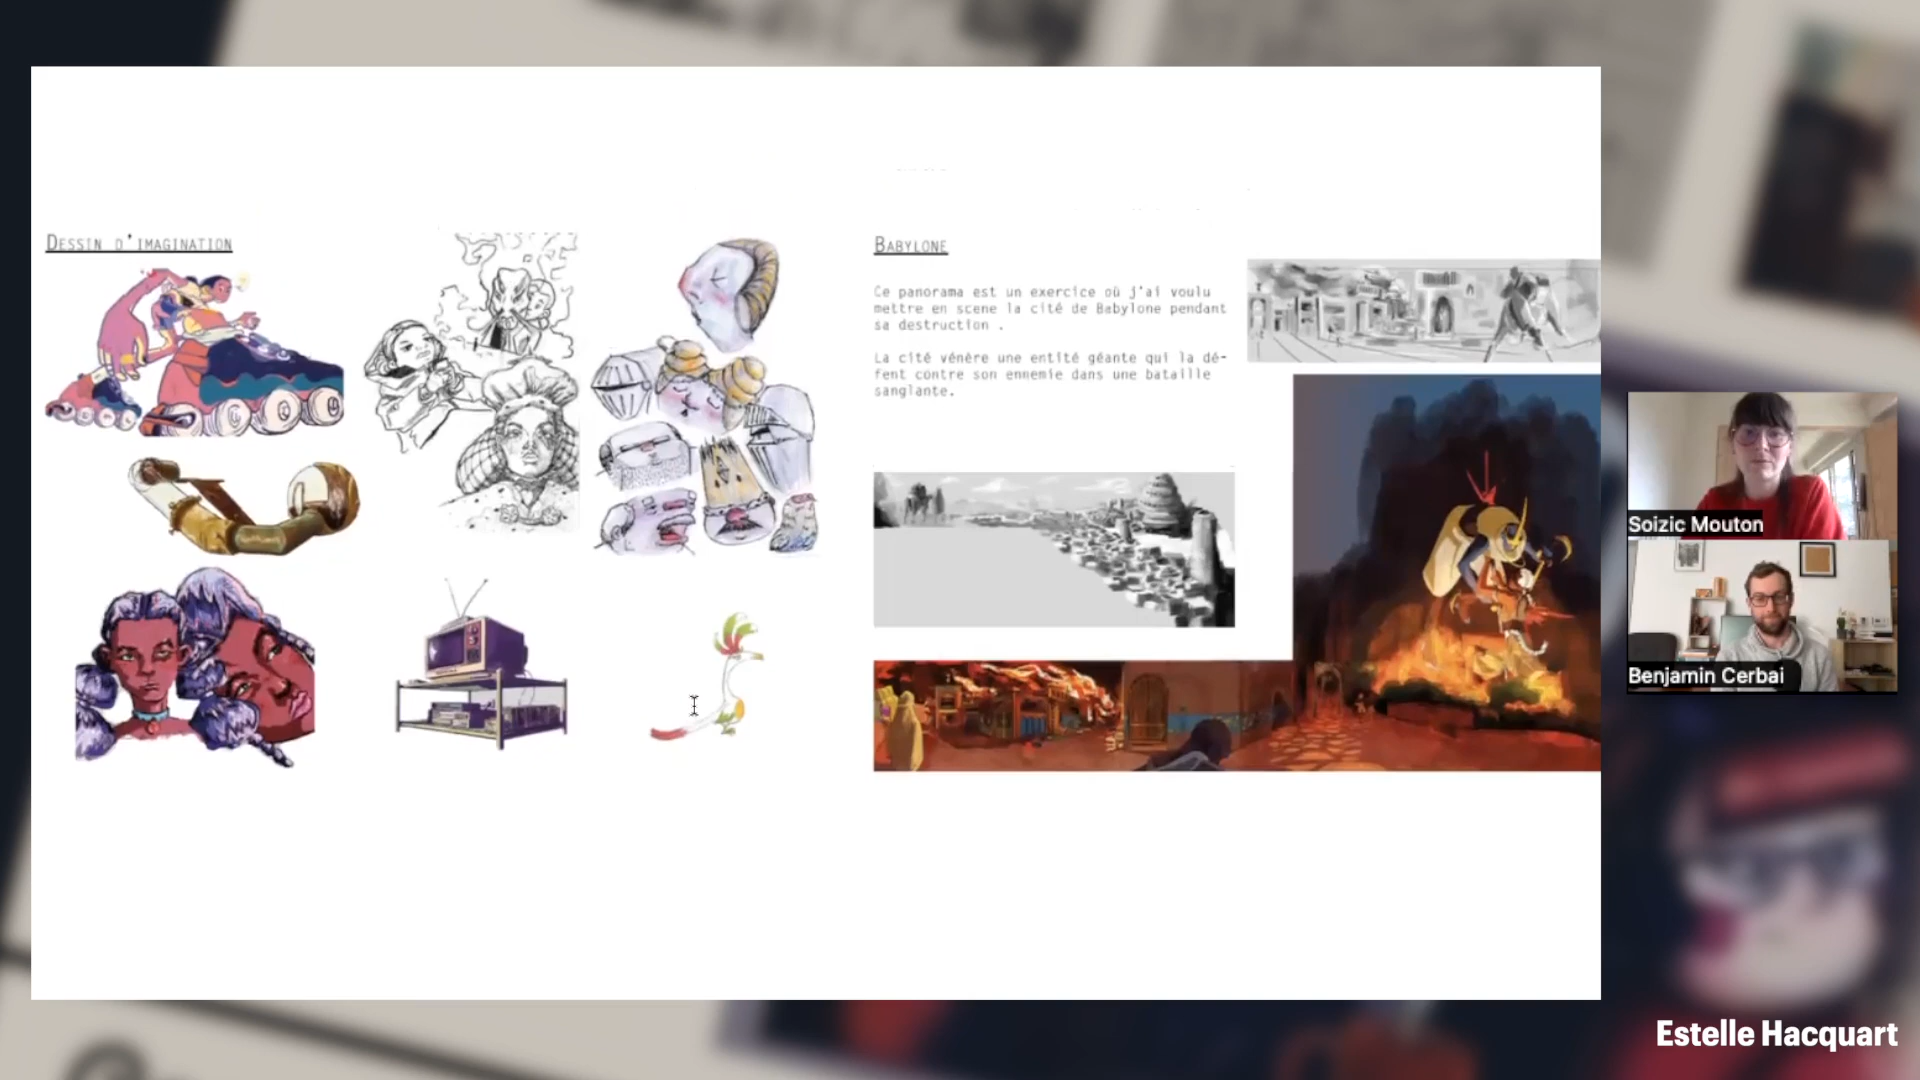 DESSIN D'IMAGINATION
BABYLONE
Ce panorama est un exercice où j'ai voulu
mettre en scene la cité de Babylone pendant
sa destruction .
La cité vénère une entité géante qui la dé-
fent contre son ennemie dans une bataille
sanglante.
Soizic Mouton
Benjamin Cerbai
Estelle Hacquart